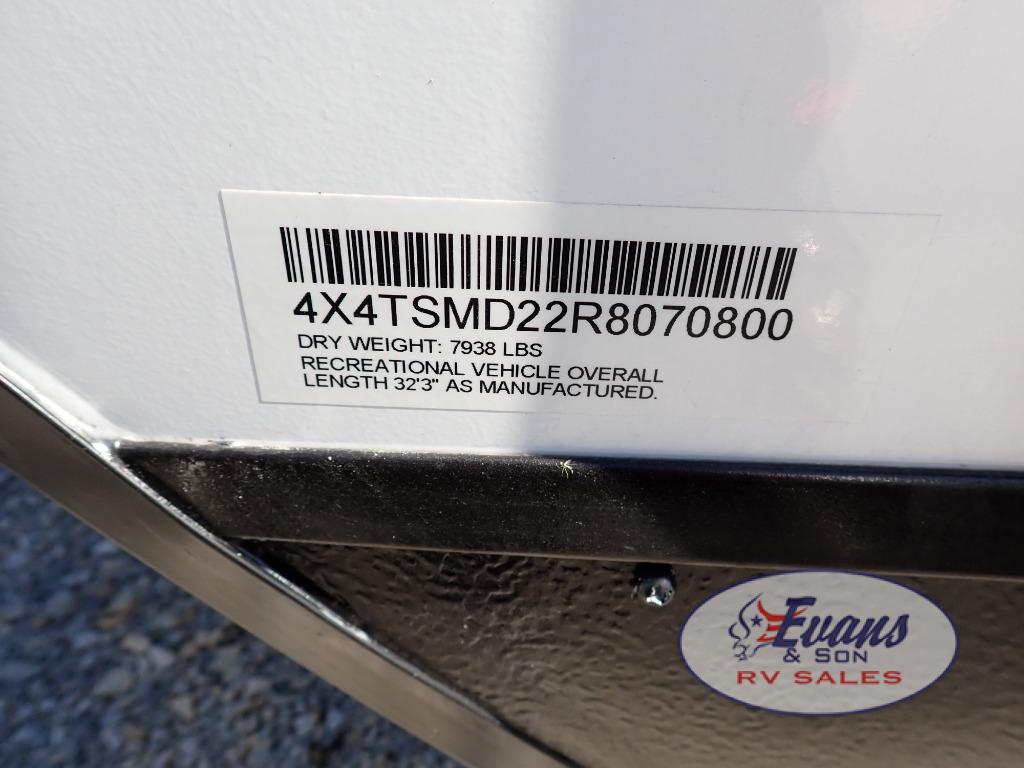 4X4TSMD22R8070800
DRY WEIGHT: 7938 LBS
RECREATIONAL VEHICLE OVERALL
LENGTH 32'3" AS MANUFACTURED.
Evans
& SON
RV SALES